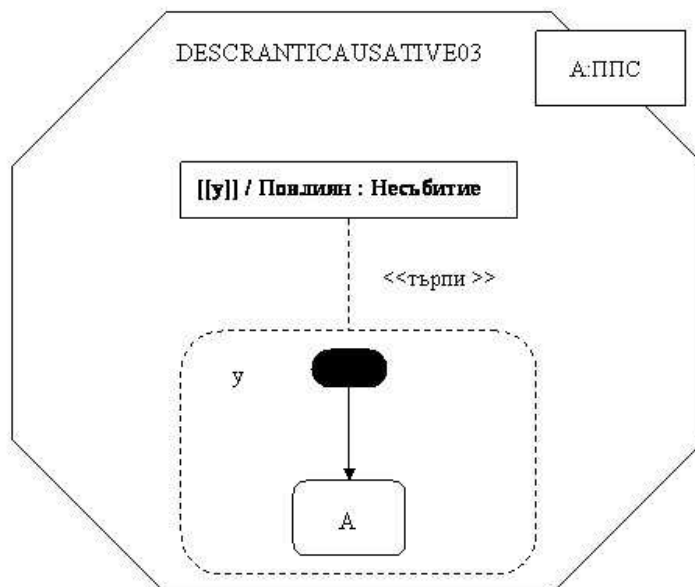 DESCRANTICAUSATIVE03
А:ППС
[[y]] / Повлиян : Несъбитие
<<търпи >>
y
A